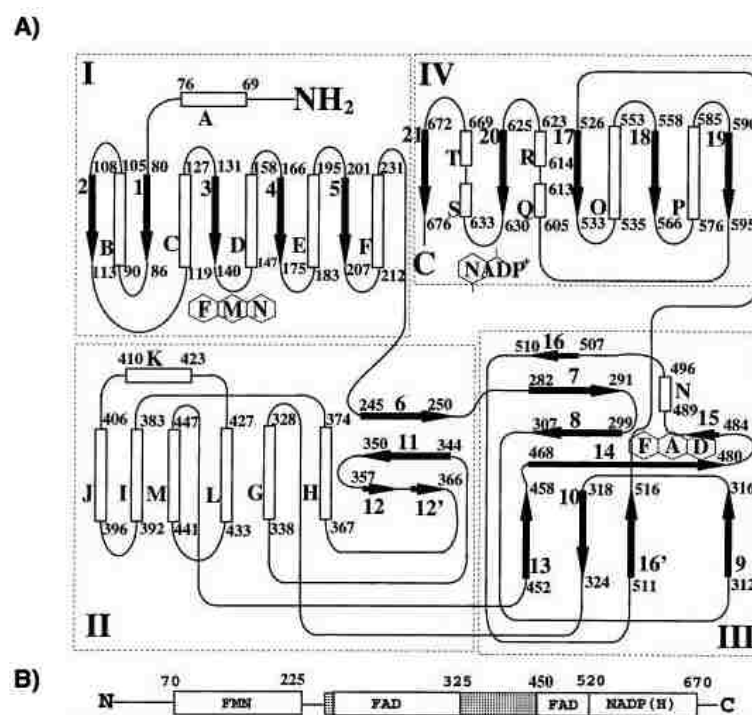 A)
I
76 69
NH2
A
108 105 80 127 131 158 166 195 201 231
2 1 3 4 5
B C D E F
113 90 86 119 140 147 175 183 207 212
F M N
IV
672 669 625 623 526 553 558 585 590
21 20 17 18 19
T R 614
613
S Q O P
676 633 630 605 533 535 566 576 595
C NADP+
410 K 423
406 383 447 427 328 374
J I M L G H
396 392 441 433 338 367
245 6 250
350 11 344
357 366
12 12'
II
510 16 507
496
282 7 291
N
489
307 8 299
15 484
F A D
468 14 480
458 10 318 516 316
13 16' 9
452 324 511 312
III
B)
70 225 325 450 520 670
N FMN FAD FAD NADP(H) C